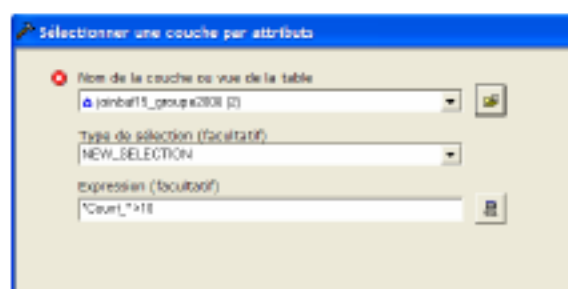 Sélectionner une couche par attributs
Nom de la couche ou vue de la table
joinbaf15_groupe2008 (2)
Type de sélection (facultatif)
NEW_SELECTION
Expression (facultatif)
"Count_" >10